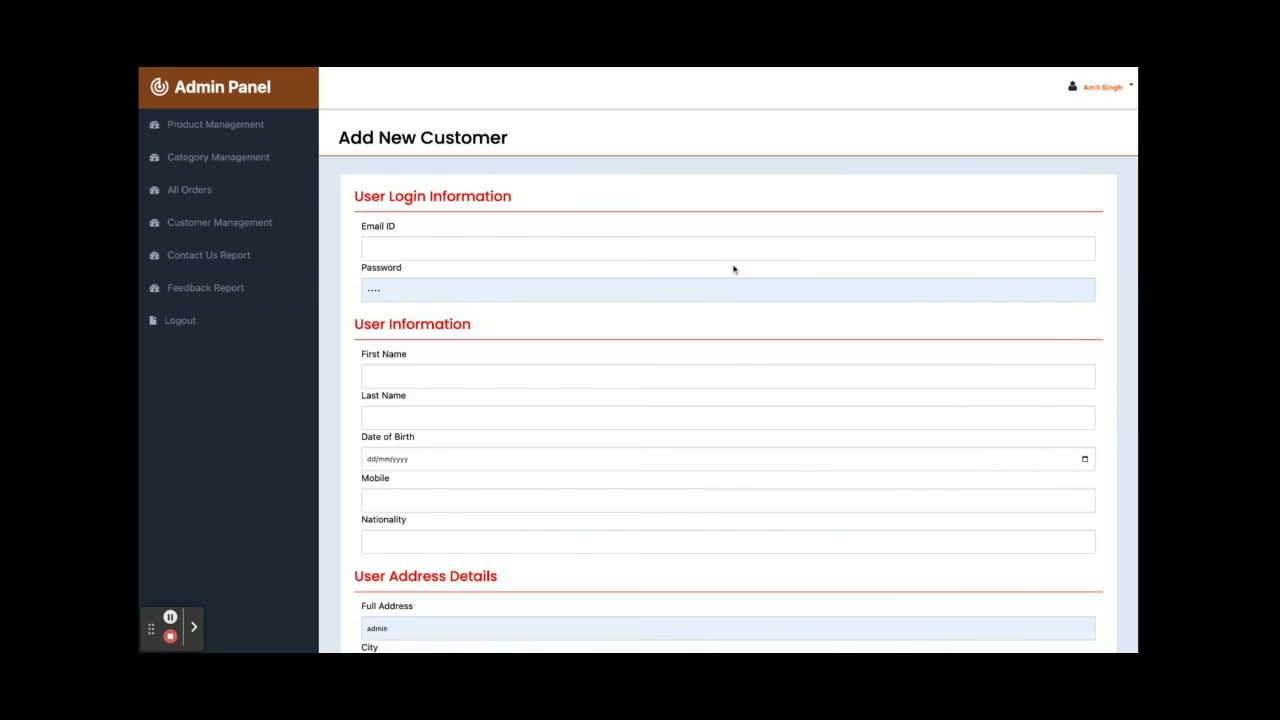 Admin Panel
Amit Singh
Product Management
Category Management
All Orders
Customer Management
Contact Us Report
Feedback Report
Logout
Add New Customer
User Login Information
Email ID
Password
····
User Information
First Name
Last Name
Date of Birth
dd/mm/yyyy
Mobile
Nationality
User Address Details
Full Address
admin
City